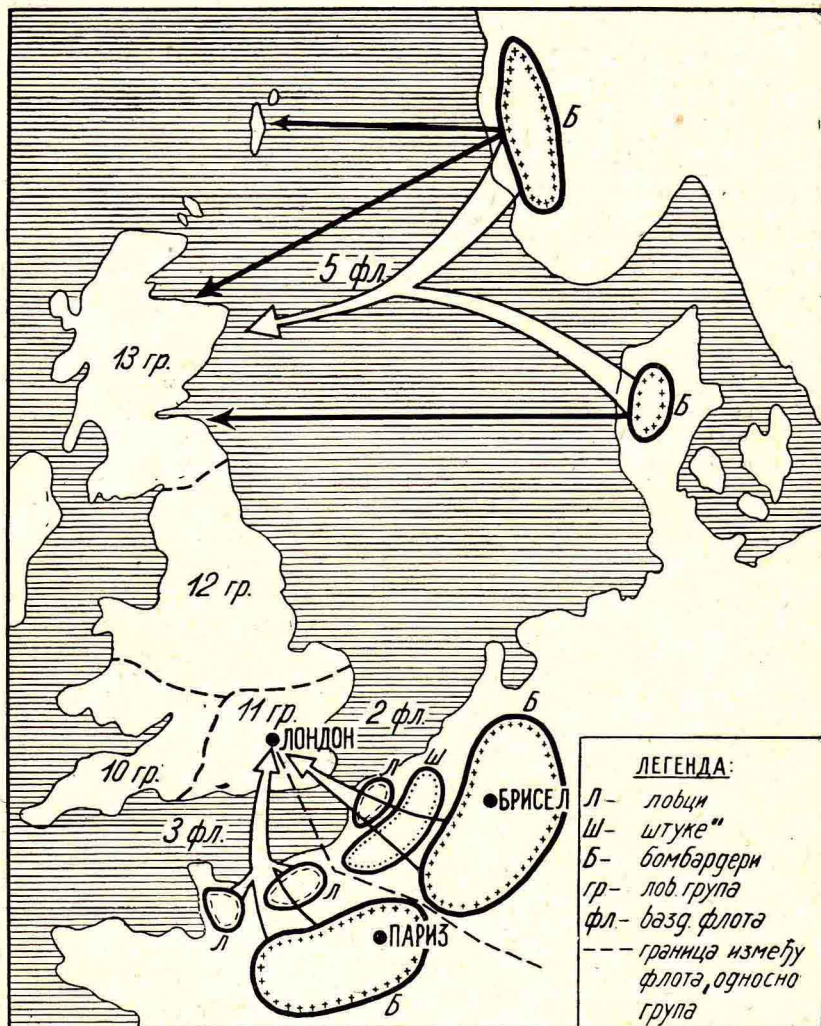 Б
5 фл.
13 гр.
Б
12 гр.
11 гр.
2 фл.
Б
ЛОНДОН
10 гр.
Л
Ш
БРИСЕЛ
3 фл.
Л
Л
ПАРИЗ
Б
ЛЕГЕНДА:
Л- ловци
Ш- штуке"
Б- бомбардери
гр- лов. група
фл.- вазд. флота
--- граница између
флота, односно
група